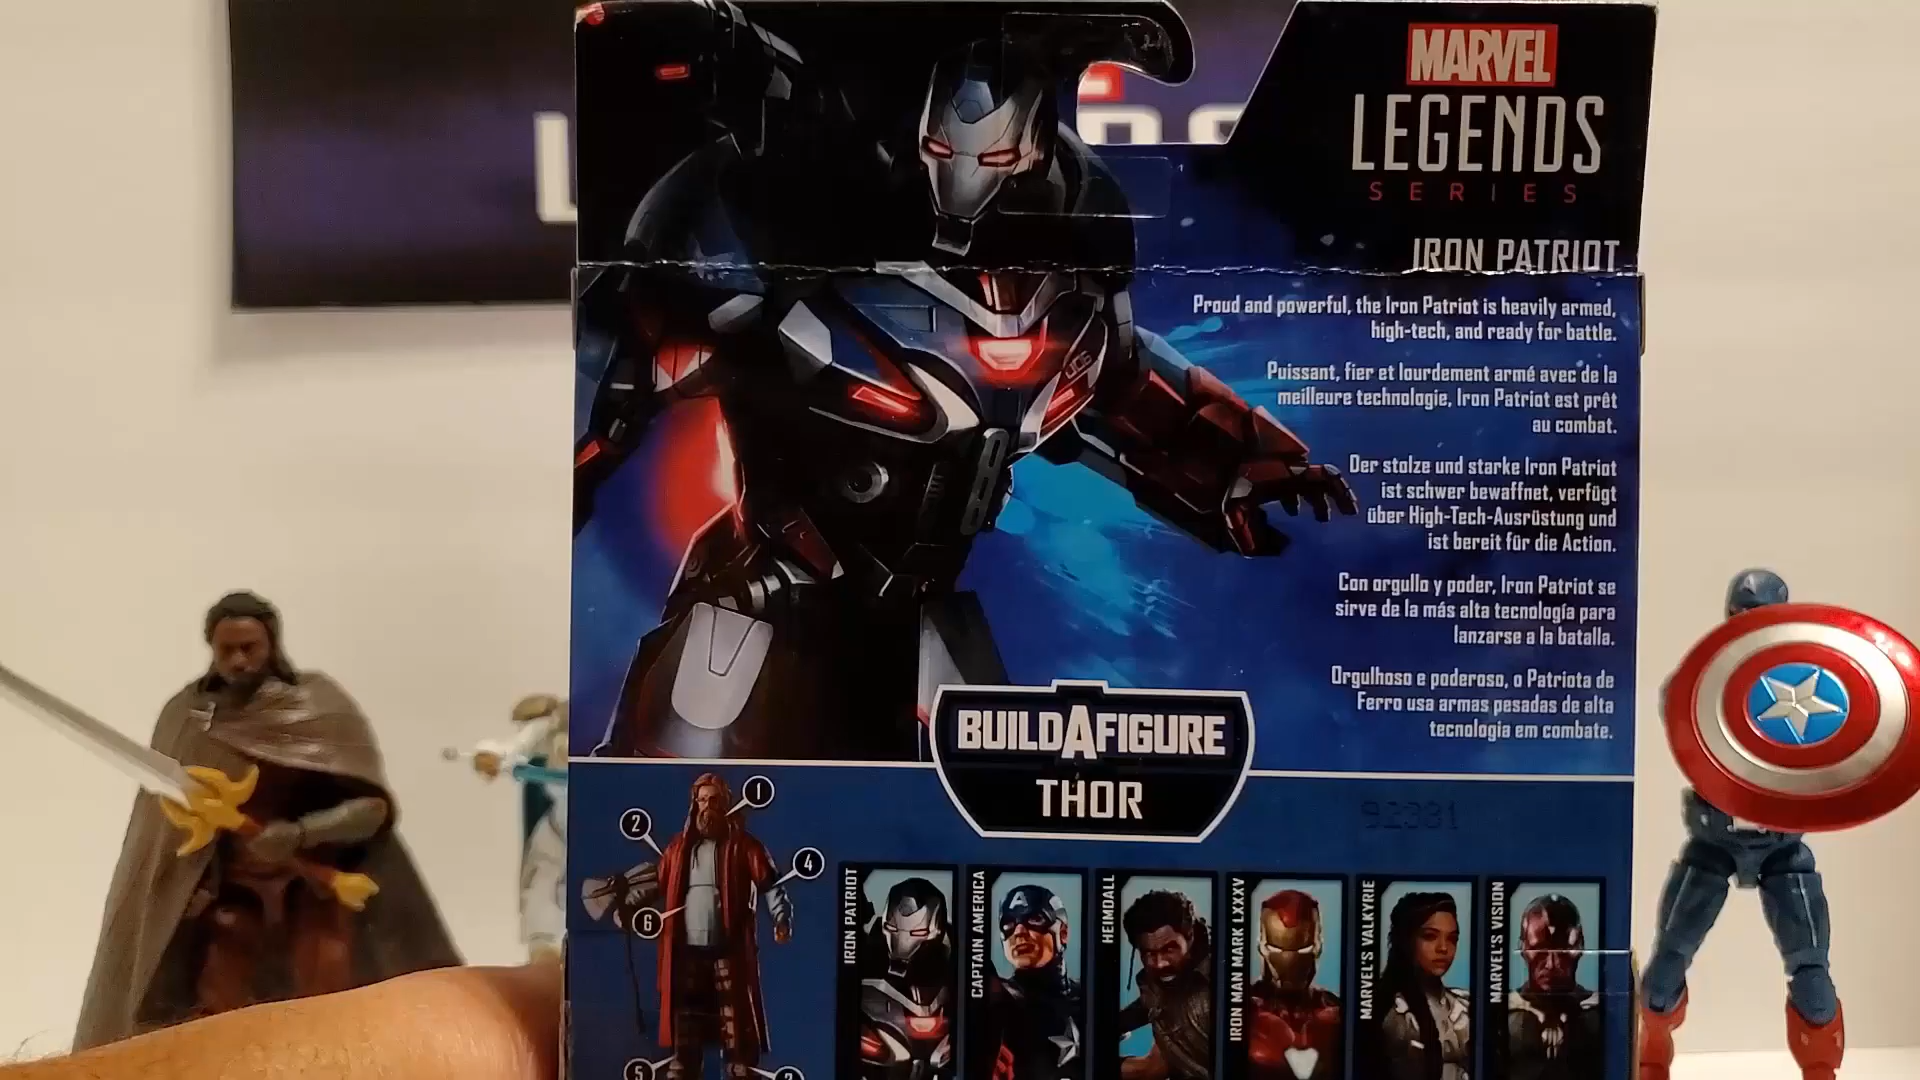 MARVEL
LEGENDS
SERIES
IRON PATRIOT
Proud and powerful, the Iron Patriot is heavily armed,
high-tech, and ready for battle.
Puissant, fier et lourdement armé avec de la
meilleure technologie, Iron Patriot est prêt
au combat.
Der stolze und starke Iron Patriot
ist schwer bewaffnet, verfügt
über High-Tech-Ausrüstung und
ist bereit für die Action.
Con orgullo y poder, Iron Patriot se
sirve de la más alta tecnología para
lanzarse a la batalla.
Orgulhoso e poderoso, o Patriota de
Ferro usa armas pesadas de alta
tecnologia em combate.
BUILDAFIGURE
THOR
1
2
4
6
5
IRON PATRIOT
CAPTAIN AMERICA
HEIMDALL
IRON MAN MARK LXXXV
MARVEL'S VALKYRIE
MARVEL'S VISION
A